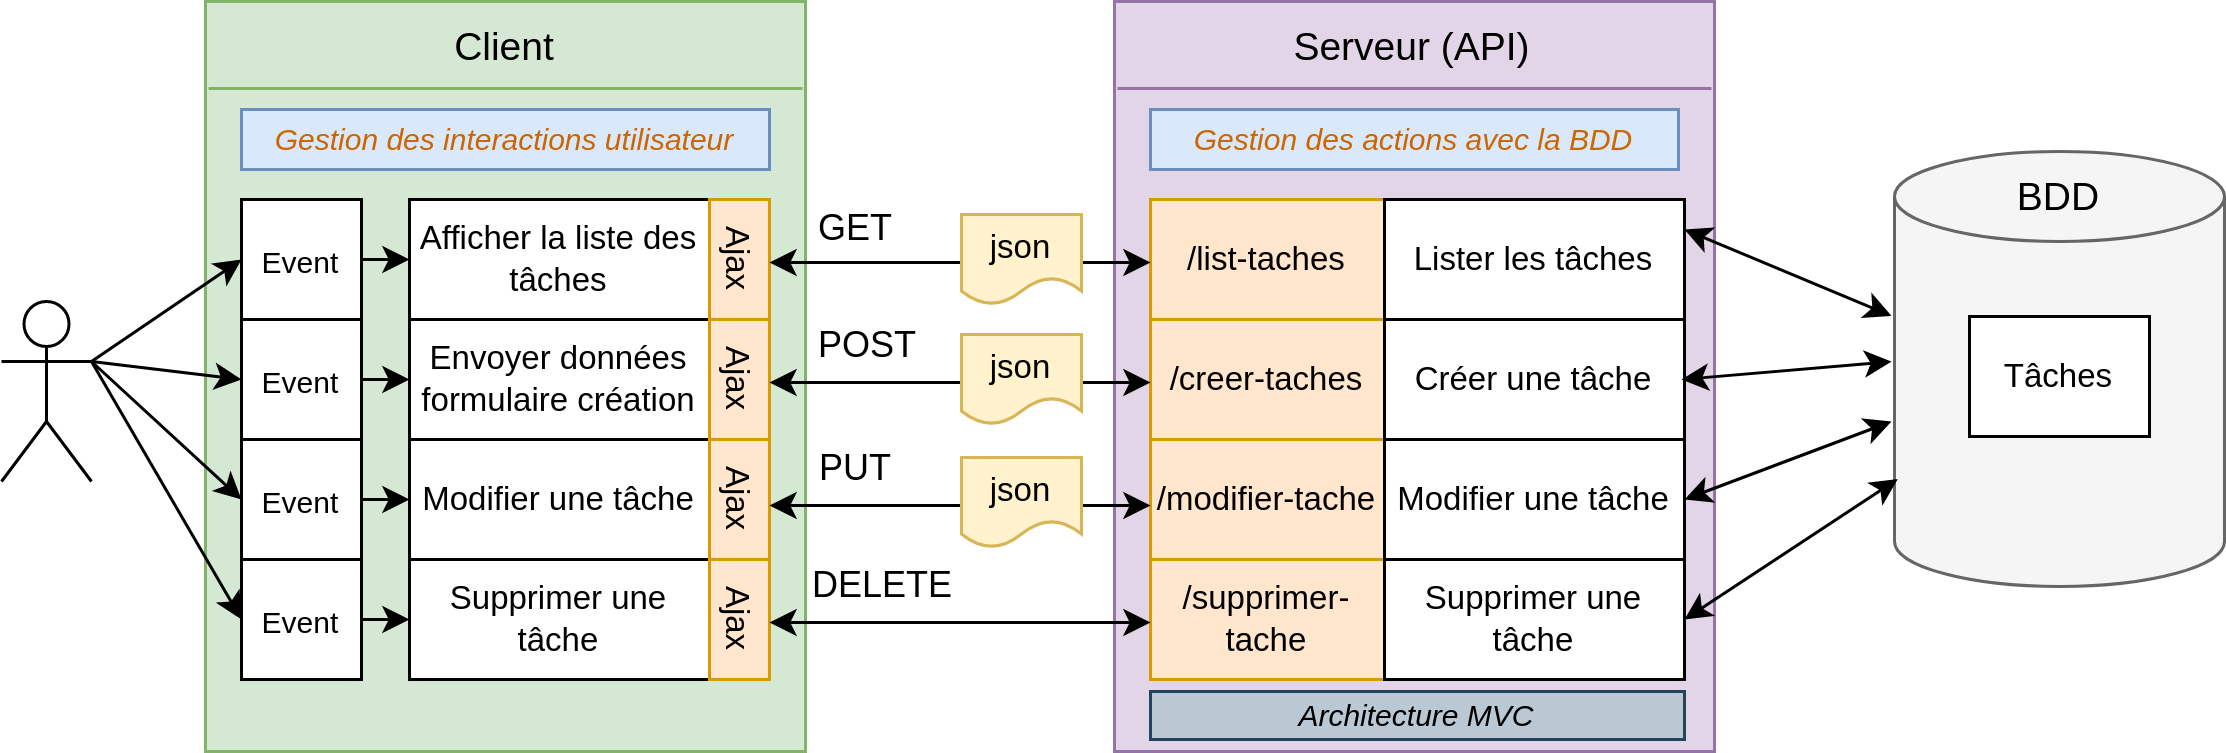 Client
Serveur (API)
Gestion des interactions utilisateur
Gestion des actions avec la BDD
BDD
Event
Afficher la liste des
tâches
Ajax
GET
json
/list-taches
Lister les tâches
Event
Envoyer données
formulaire création
Ajax
POST
json
/creer-taches
Créer une tâche
Tâches
Event
Modifier une tâche
Ajax
PUT
json
/modifier-tache
Modifier une tâche
Event
Supprimer une
tâche
Ajax
DELETE
/supprimer-
tache
Supprimer une
tâche
Architecture MVC